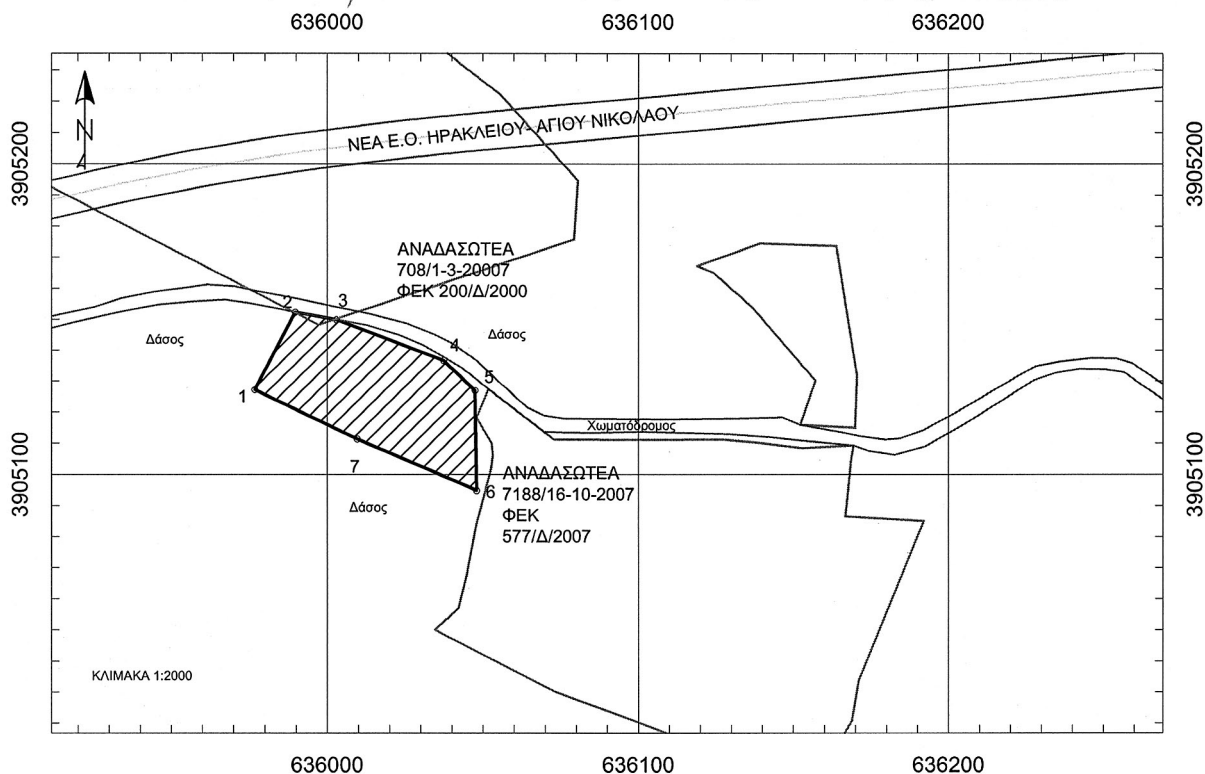 636000 636100 636200
N
ΝΕΑ Ε.Ο. ΗΡΑΚΛΕΙΟΥ- ΑΓΙΟΥ ΝΙΚΟΛΑΟΥ
3905200 3905200
ΑΝΑΔΑΣΩΤΕΑ
708/1-3-20007
ΦΕΚ 200/Δ/2000
2 3
Δάσος
4
Δάσος
5
1
Χωματόδρομος
7
3905100 3905100
ΑΝΑΔΑΣΩΤΕΑ
6 7188/16-10-2007
Δάσος
ΦΕΚ
577/Δ/2007
ΚΛΙΜΑΚΑ 1:2000
636000 636100 636200